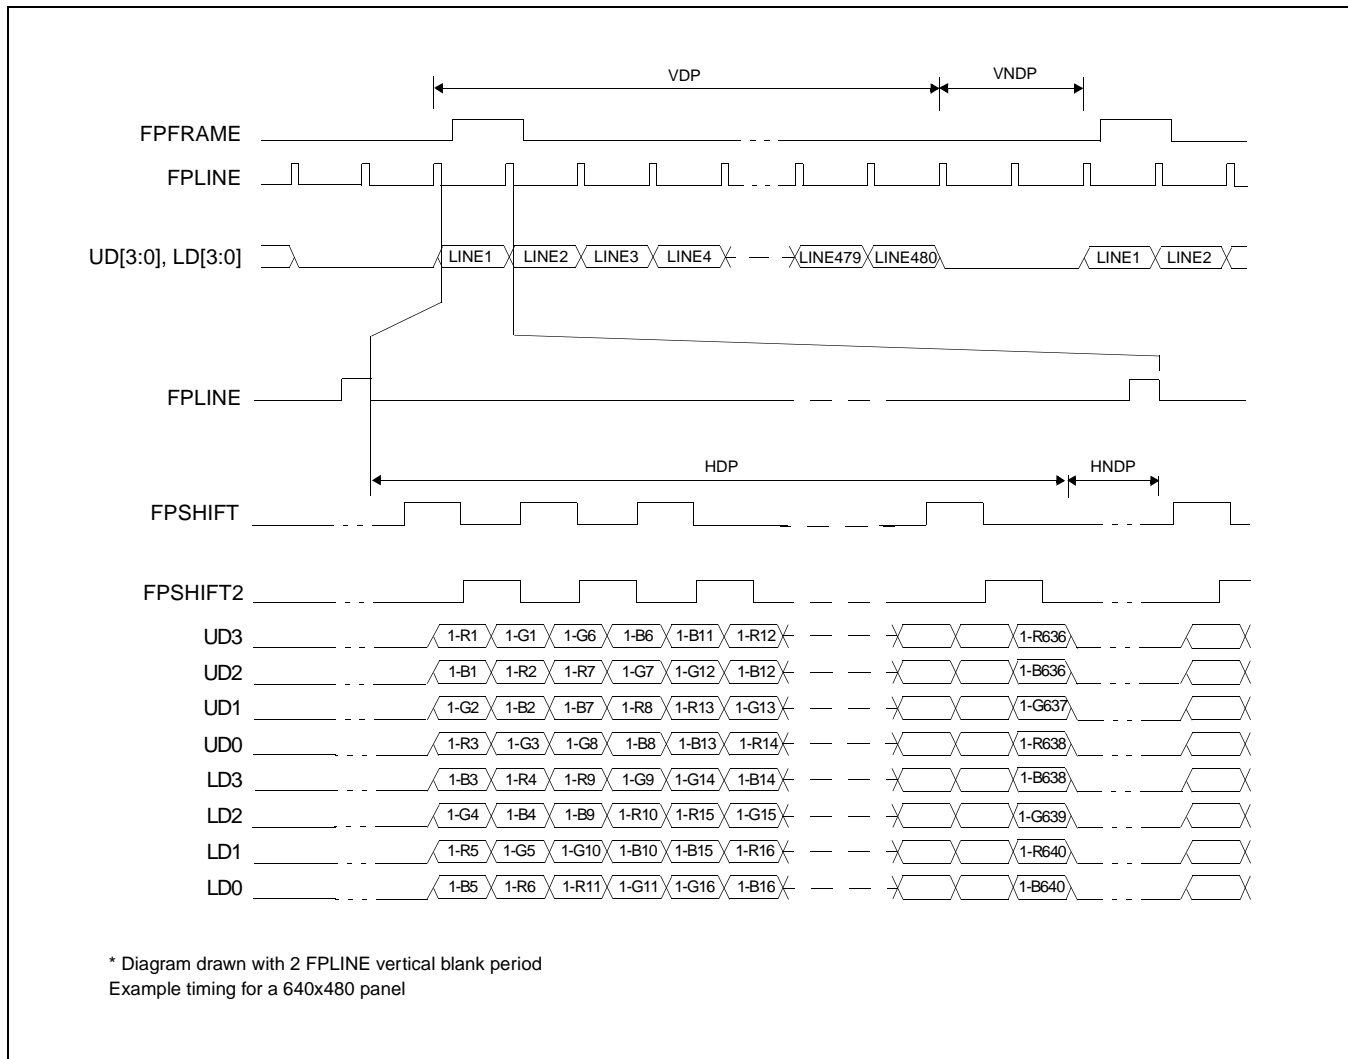 VDP VNDP
FPFRAME
FPLINE
UD[3:0], LD[3:0] LINE1 LINE2 LINE3 LINE4 LINE479 LINE480 LINE1 LINE2
FPLINE
HDP HNDP
FPSHIFT
FPSHIFT2
UD3 1-R1 1-G1 1-G6 1-B6 1-B11 1-R12 1-R636
UD2 1-B1 1-R2 1-R7 1-G7 1-G12 1-B12 1-B636
UD1 1-G2 1-B2 1-B7 1-R8 1-R13 1-G13 1-G637
UD0 1-R3 1-G3 1-G8 1-B8 1-B13 1-R14 1-R638
LD3 1-B3 1-R4 1-R9 1-G9 1-G14 1-B14 1-B638
LD2 1-G4 1-B4 1-B9 1-R10 1-R15 1-G15 1-G639
LD1 1-R5 1-G5 1-G10 1-B10 1-B15 1-R16 1-R640
LD0 1-B5 1-R6 1-R11 1-G11 1-G16 1-B16 1-B640
* Diagram drawn with 2 FPLINE vertical blank period
Example timing for a 640x480 panel